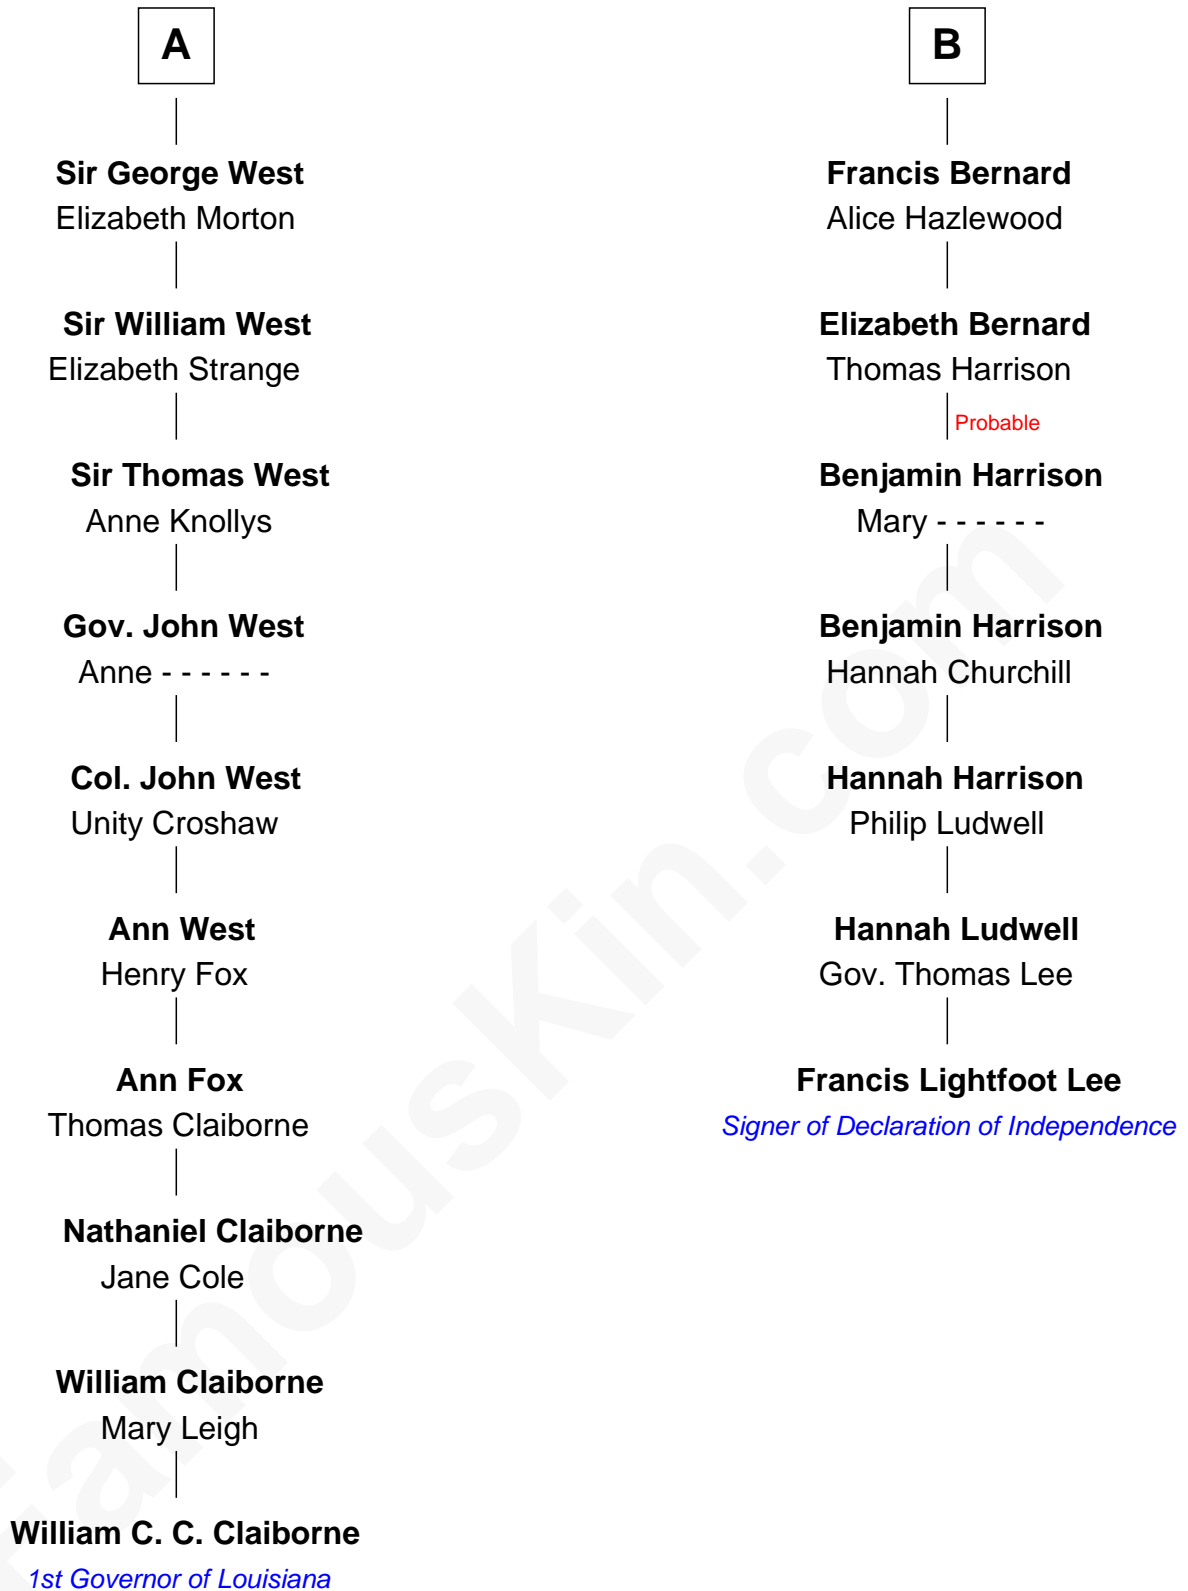 A
Sir George West
Elizabeth Morton
Sir William West
Elizabeth Strange
Sir Thomas West
Anne Knollys
Gov. John West
Anne - - - - - -
Col. John West
Unity Croshaw
Ann West
Henry Fox
Ann Fox
Thomas Claiborne
Nathaniel Claiborne
Jane Cole
William Claiborne
Mary Leigh
William C. C. Claiborne
1st Governor of Louisiana
B
Francis Bernard
Alice Hazlewood
Elizabeth Bernard
Thomas Harrison
Probable
Benjamin Harrison
Mary - - - - - -
Benjamin Harrison
Hannah Churchill
Hannah Harrison
Philip Ludwell
Hannah Ludwell
Gov. Thomas Lee
Francis Lightfoot Lee
Signer of Declaration of Independence
FamousKin.com